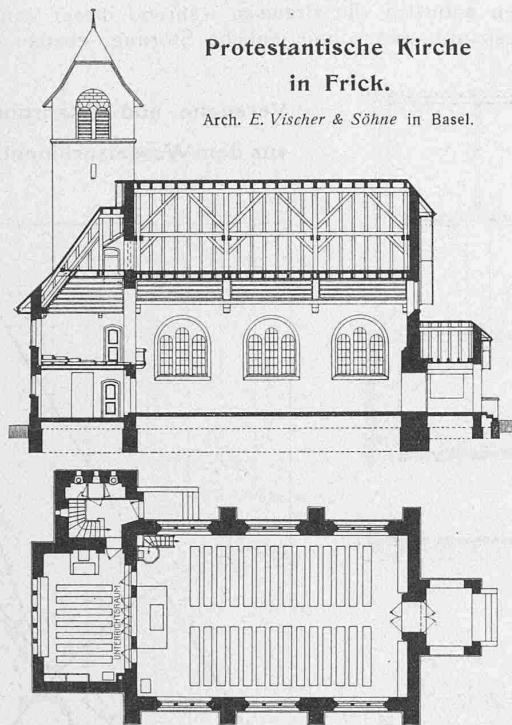 Protestantische Kirche
in Frick.
Arch. E. Vischer & Söhne in Basel.
UNTERRICHTSRAUM